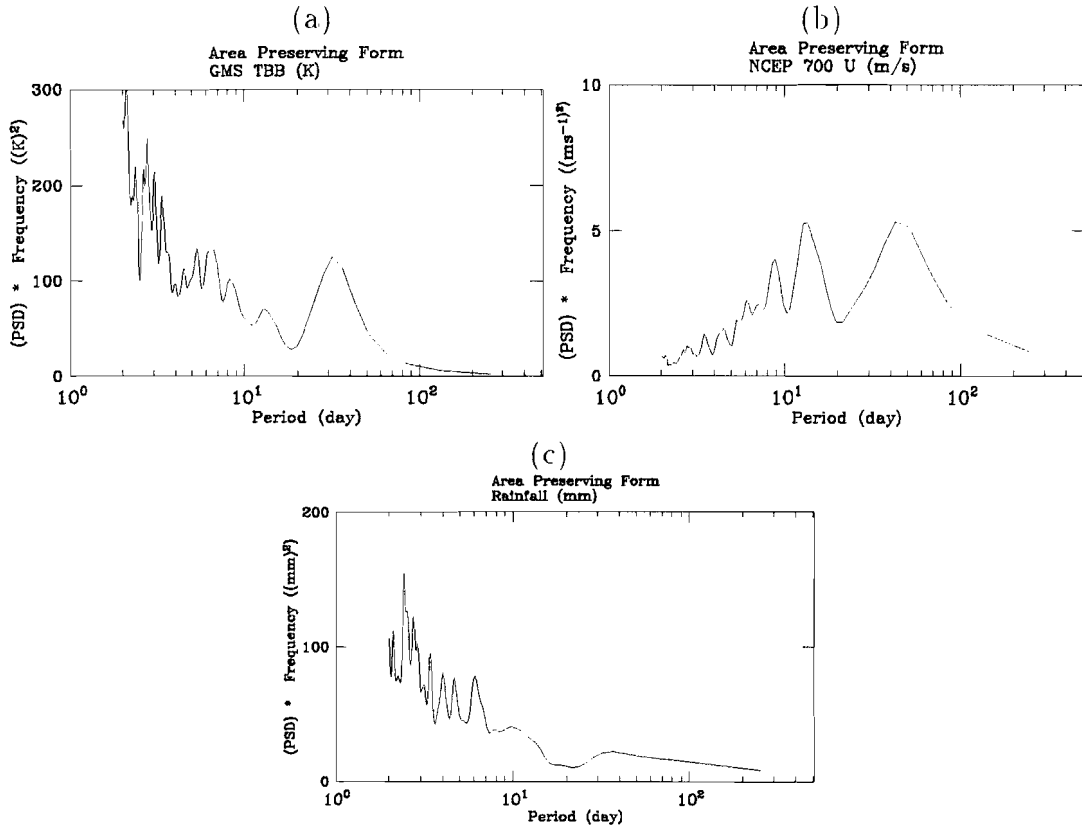 (a)
Area Preserving Form
GMS TBB (K)
(PSD) * Frequency ((K)²)
300
200
100
0
10⁰
10¹
10²
Period (day)
(b)
Area Preserving Form
NCEP 700 U (m/s)
(PSD) * Frequency ((ms⁻¹)²)
10
5
0
10⁰
10¹
10²
Period (day)
(c)
Area Preserving Form
Rainfall (mm)
(PSD) * Frequency ((mm)²)
200
100
0
10⁰
10¹
10²
Period (day)